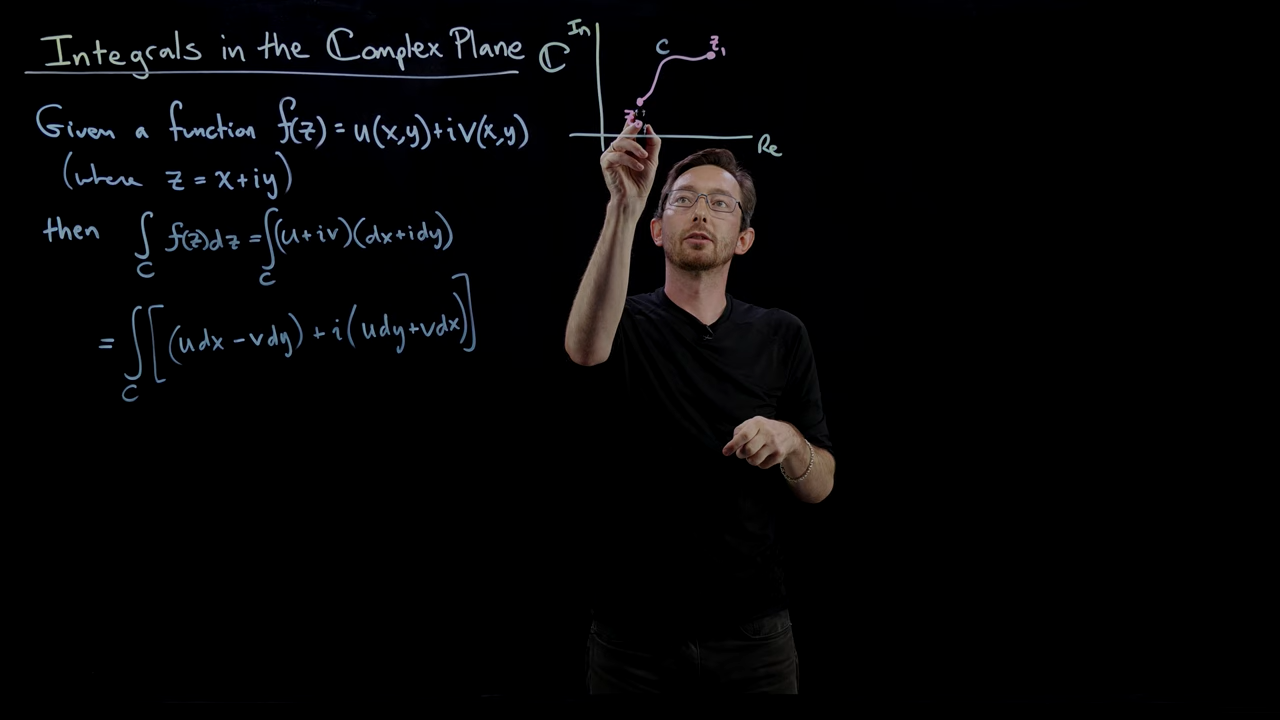 Integrals in the ℂomplex Plane
Given a function f(z) = u(x,y)+iv(x,y)
(where z = x+iy)
then ∫_C f(z)dz = ∫_C (u+iv)(dx+idy)
= ∫_C [(udx - vdy) + i(udy+vdx)]
ℂ
Im
C
z₁
Re